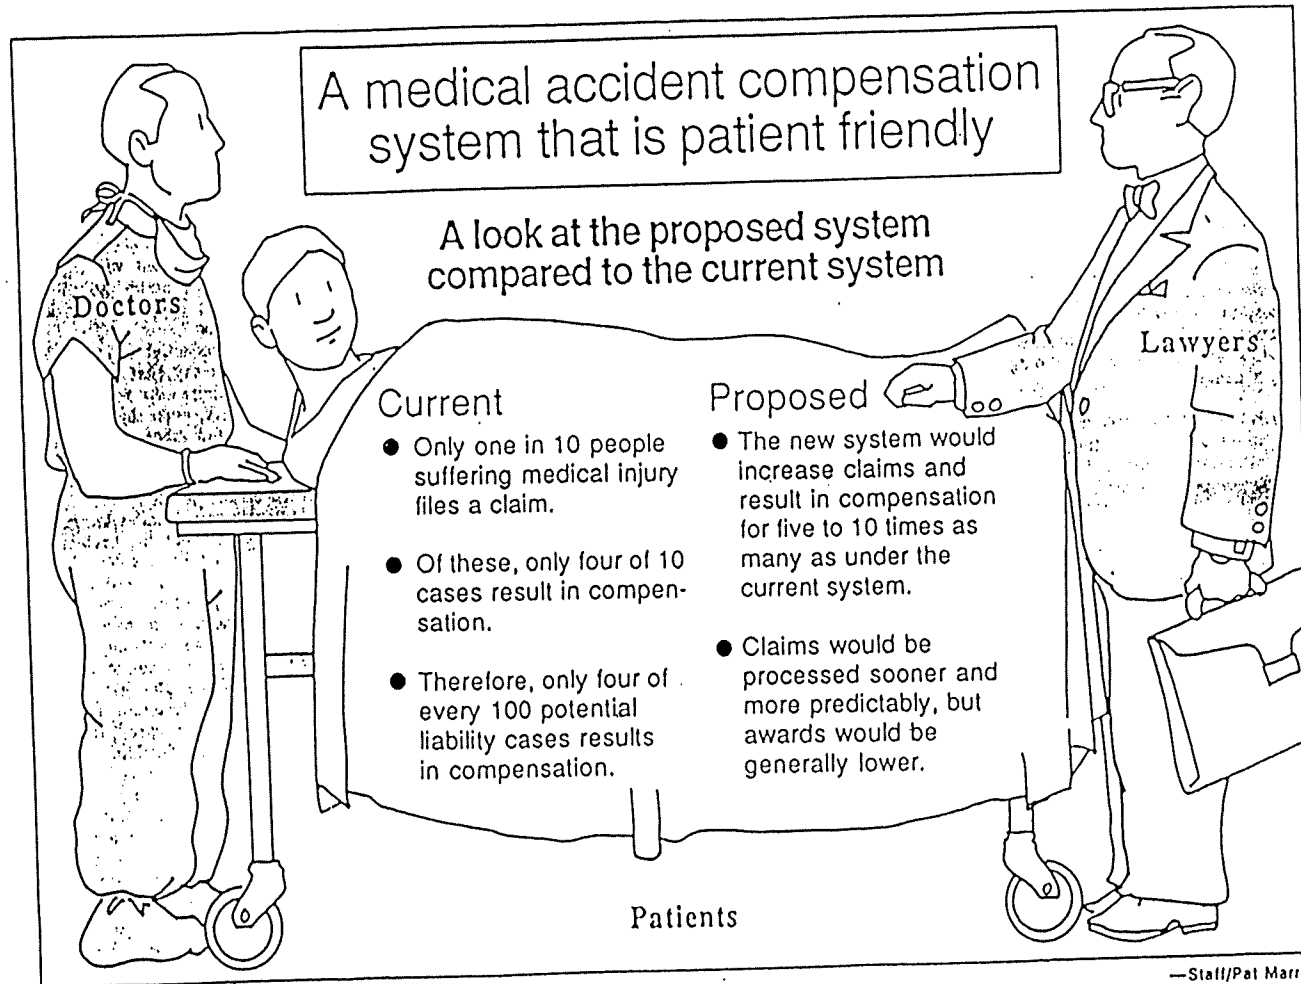 A medical accident compensation
system that is patient friendly
A look at the proposed system
compared to the current system
Doctors
Lawyers
Current
● Only one in 10 people
suffering medical injury
files a claim.
● Of these, only four of 10
cases result in compen-
sation.
● Therefore, only four of
every 100 potential
liability cases results
in compensation.
Proposed
● The new system would
increase claims and
result in compensation
for five to 10 times as
many as under the
current system.
● Claims would be
processed sooner and
more predictably, but
awards would be
generally lower.
Patients
—Staff/Pat